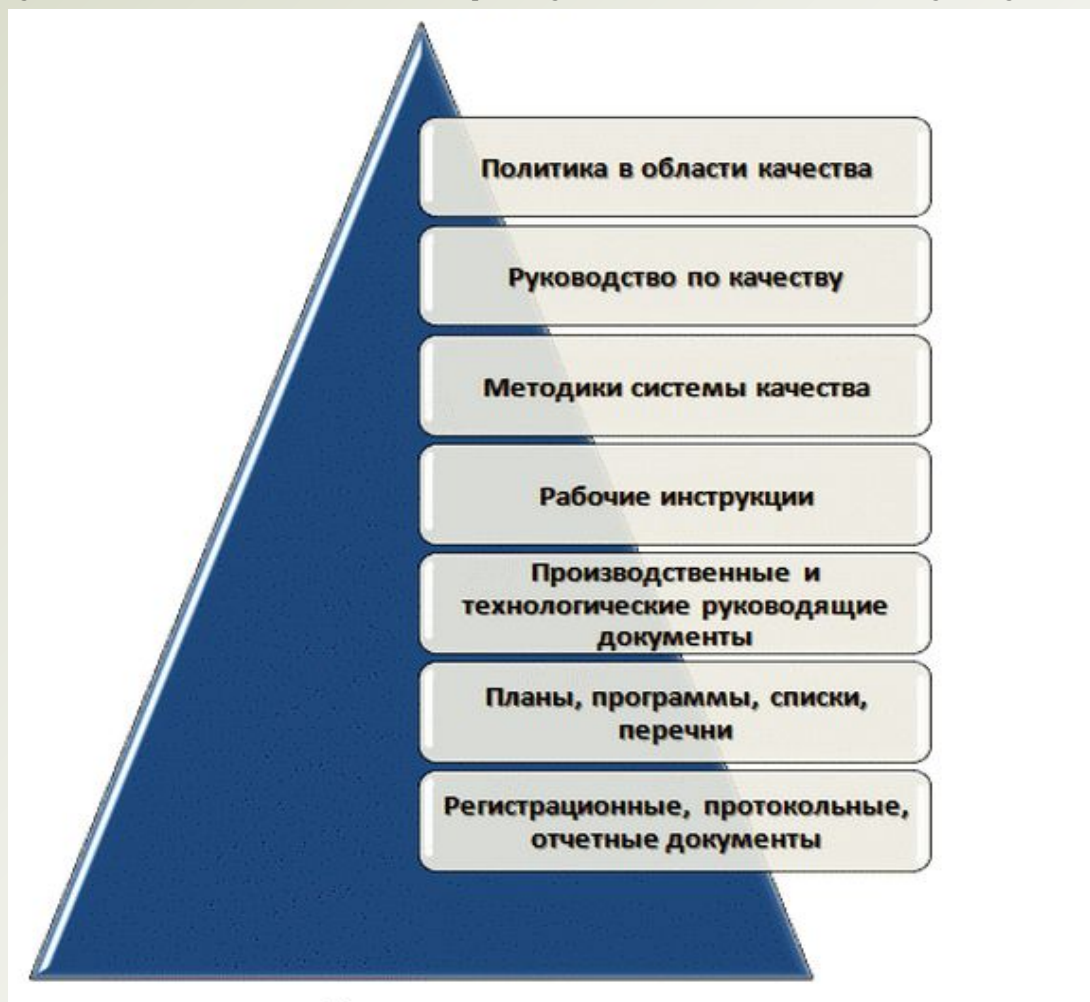 Политика в области качества
Руководство по качеству
Методики системы качества
Рабочие инструкции
Производственные и
технологические руководящие
документы
Планы, программы, списки,
перечни
Регистрационные, протокольные,
отчетные документы